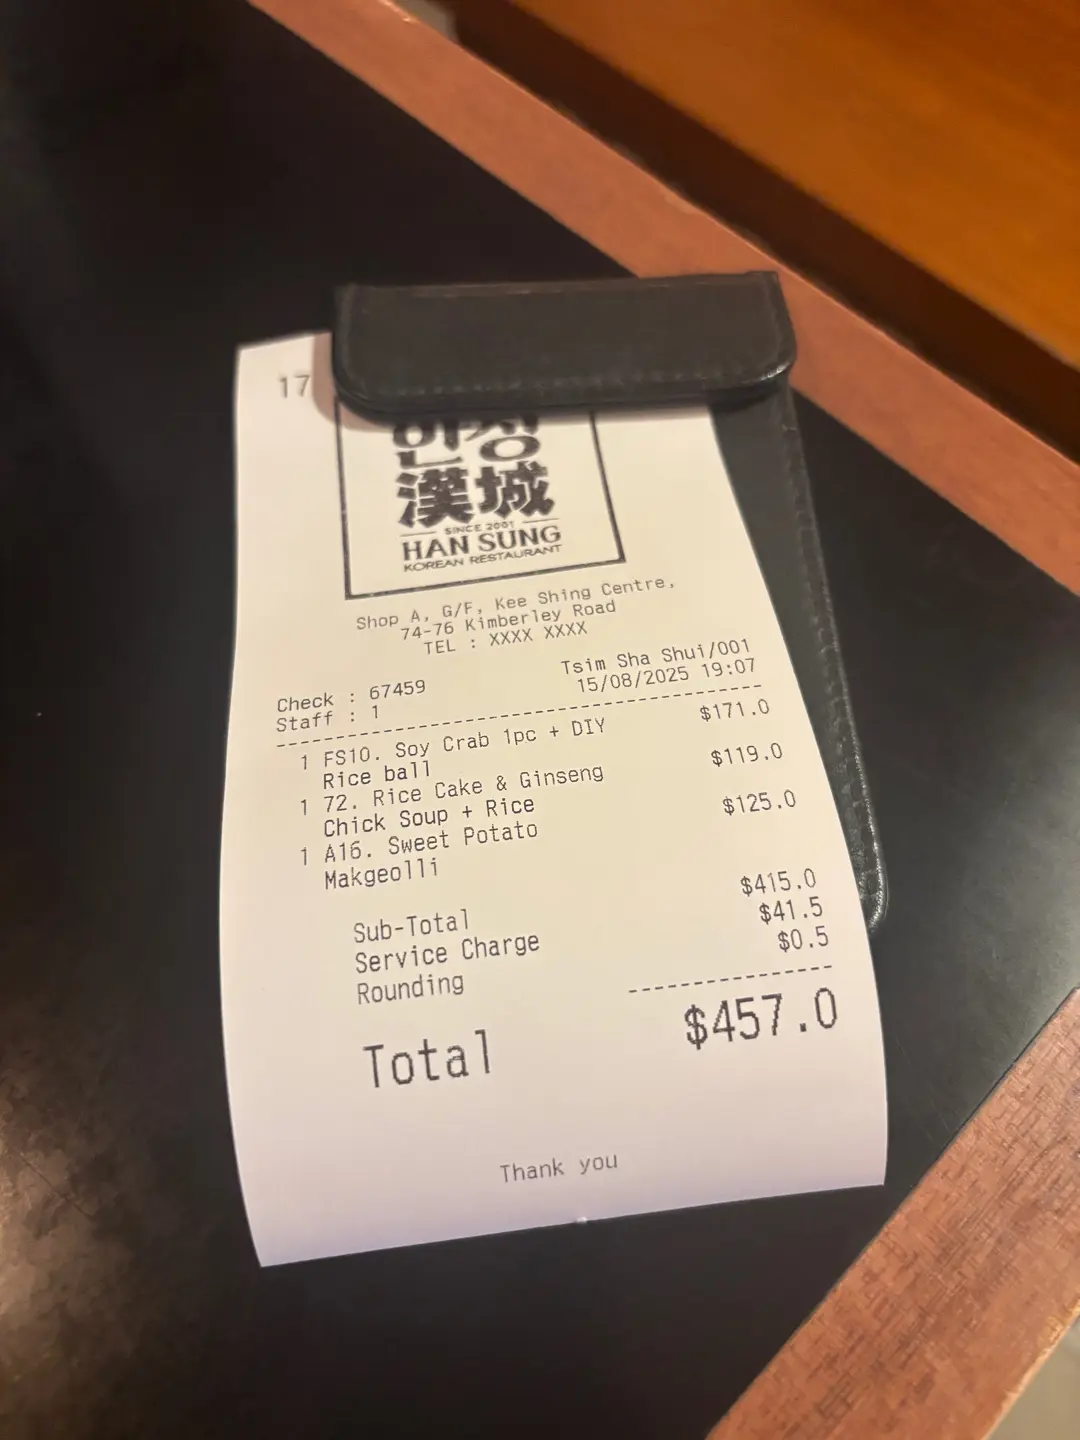 17
한성
漢城
SINCE 2001
HAN SUNG
KOREAN RESTAURANT
Shop A, G/F, Kee Shing Centre,
74-76 Kimberley Road
TEL : XXXX XXXX
Tsim Sha Shui/001
Check : 67459 15/08/2025 19:07
Staff : 1
1 FS10. Soy Crab 1pc + DIY $171.0
Rice ball
1 72. Rice Cake & Ginseng $119.0
Chick Soup + Rice
1 A16. Sweet Potato $125.0
Makgeolli
Sub-Total $415.0
Service Charge $41.5
Rounding $0.5
Total $457.0
Thank you